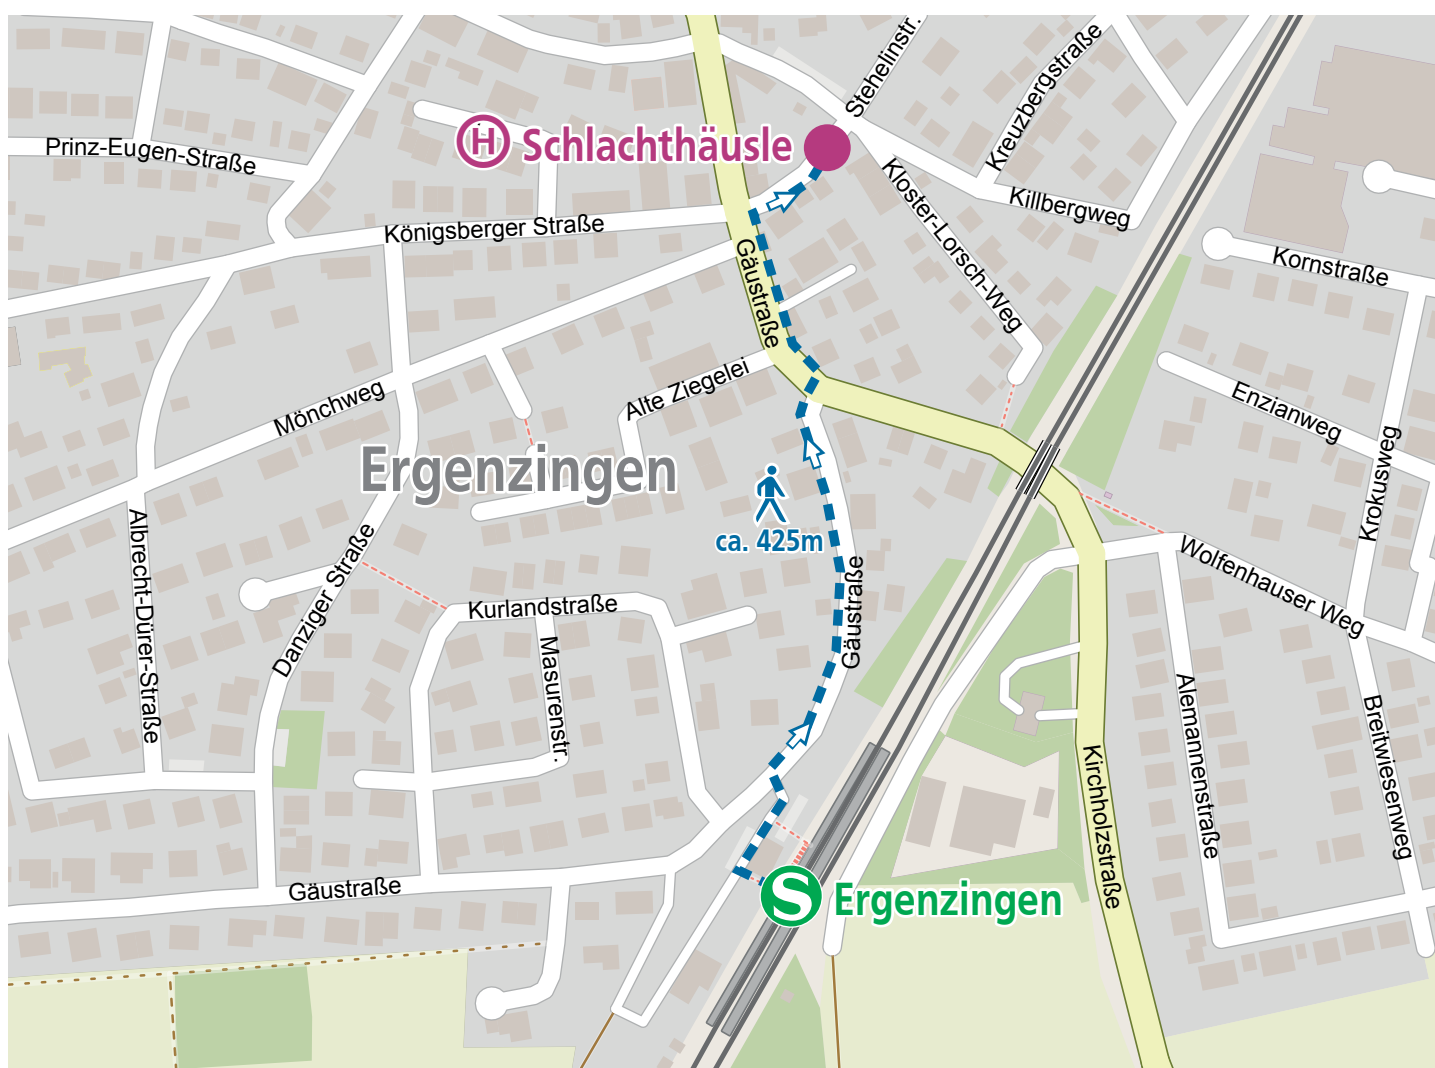 Stehelinstr.
Kreuzbergstraße
H Schlachthäusle
Prinz-Eugen-Straße
Kloster-Lorsch-Weg
Killbergweg
Königsberger Straße
Gäustraße
Kornstraße
Alte Ziegelei
Mönchweg
Enzianweg
Krokusweg
Ergenzingen
ca. 425m
Albrecht-Dürer-Straße
Danziger Straße
Kurlandstraße
Masurenstr.
Gäustraße
Wolfenhauser Weg
Alemannenstraße
Breitwiesenweg
Kirchholzstraße
Gäustraße
S Ergenzingen